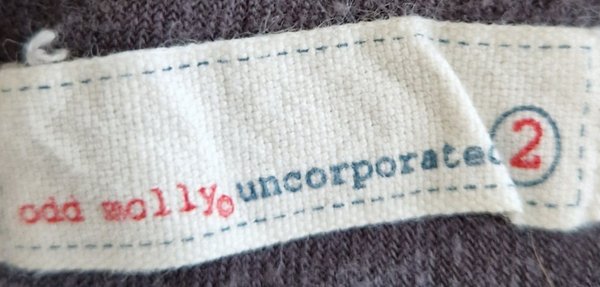 odd molly© uncorporated 2